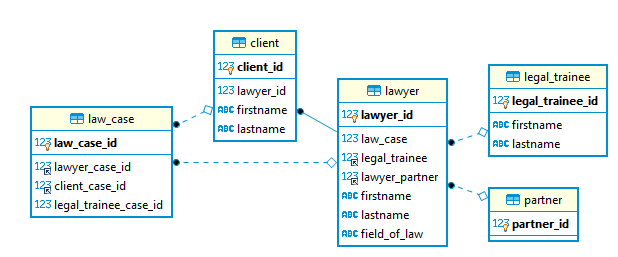 client
123 client_id
123 lawyer_id
ABC firstname
ABC lastname
law_case
123 law_case_id
123 lawyer_case_id
123 client_case_id
123 legal_trainee_case_id
lawyer
123 lawyer_id
123 law_case
123 legal_trainee
123 lawyer_partner
ABC firstname
ABC lastname
ABC field_of_law
legal_trainee
123 legal_trainee_id
ABC firstname
ABC lastname
partner
123 partner_id